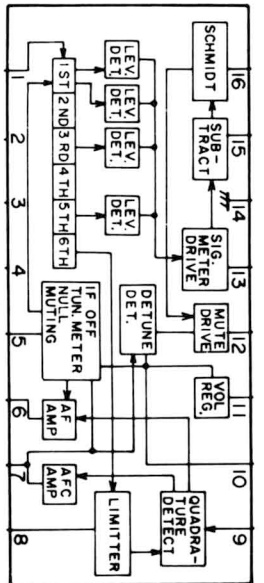 16
15
14
13
12
11
10
9
SCHMIDT
SUB-
TRACT
SIG.
METER
DRIVE
MUTE
DRIVE
VOL
REG.
LEV.
DET.
LEV.
DET.
LEV.
DET.
LEV.
DET.
DETUNE
DET.
QUADRA-
TURE
DETECT
1ST
2ND
3RD
4TH
5TH
6TH
IF OFF
TUN. METER
NULL
MUTING
AF
AMP
AFC
AMP
LIMITTER
1
2
3
4
5
6
7
8